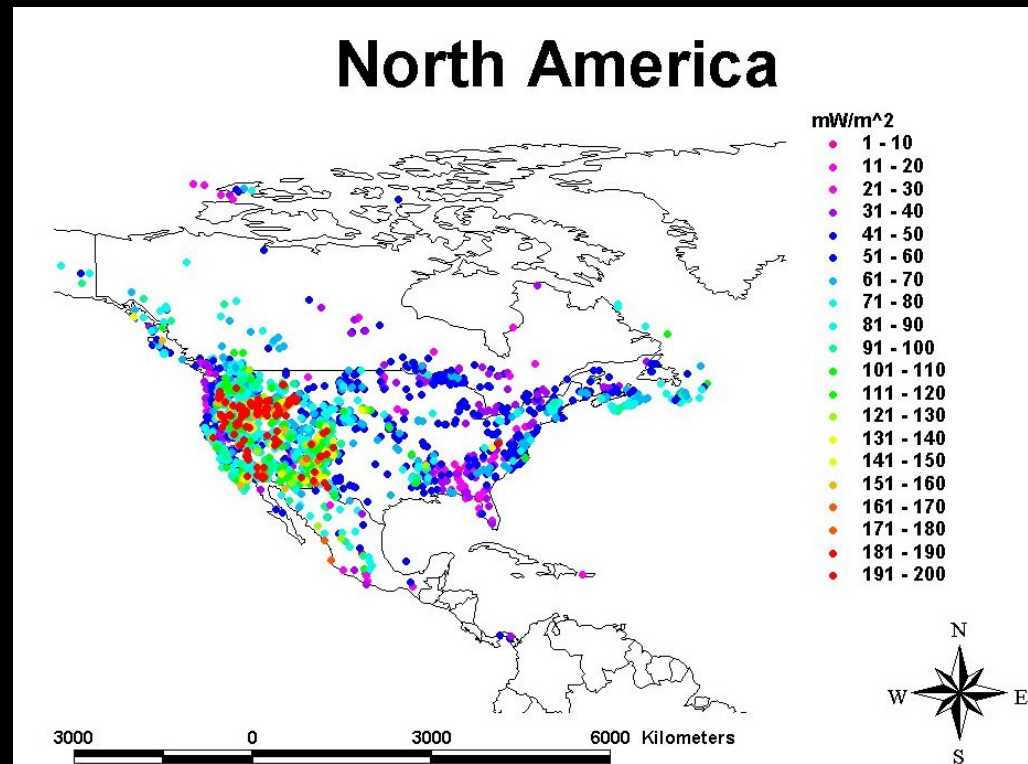 North America
mW/m^2
1 - 10
11 - 20
21 - 30
31 - 40
41 - 50
51 - 60
61 - 70
71 - 80
81 - 90
91 - 100
101 - 110
111 - 120
121 - 130
131 - 140
141 - 150
151 - 160
161 - 170
171 - 180
181 - 190
191 - 200
N
W E
S
3000 0 3000 6000 Kilometers